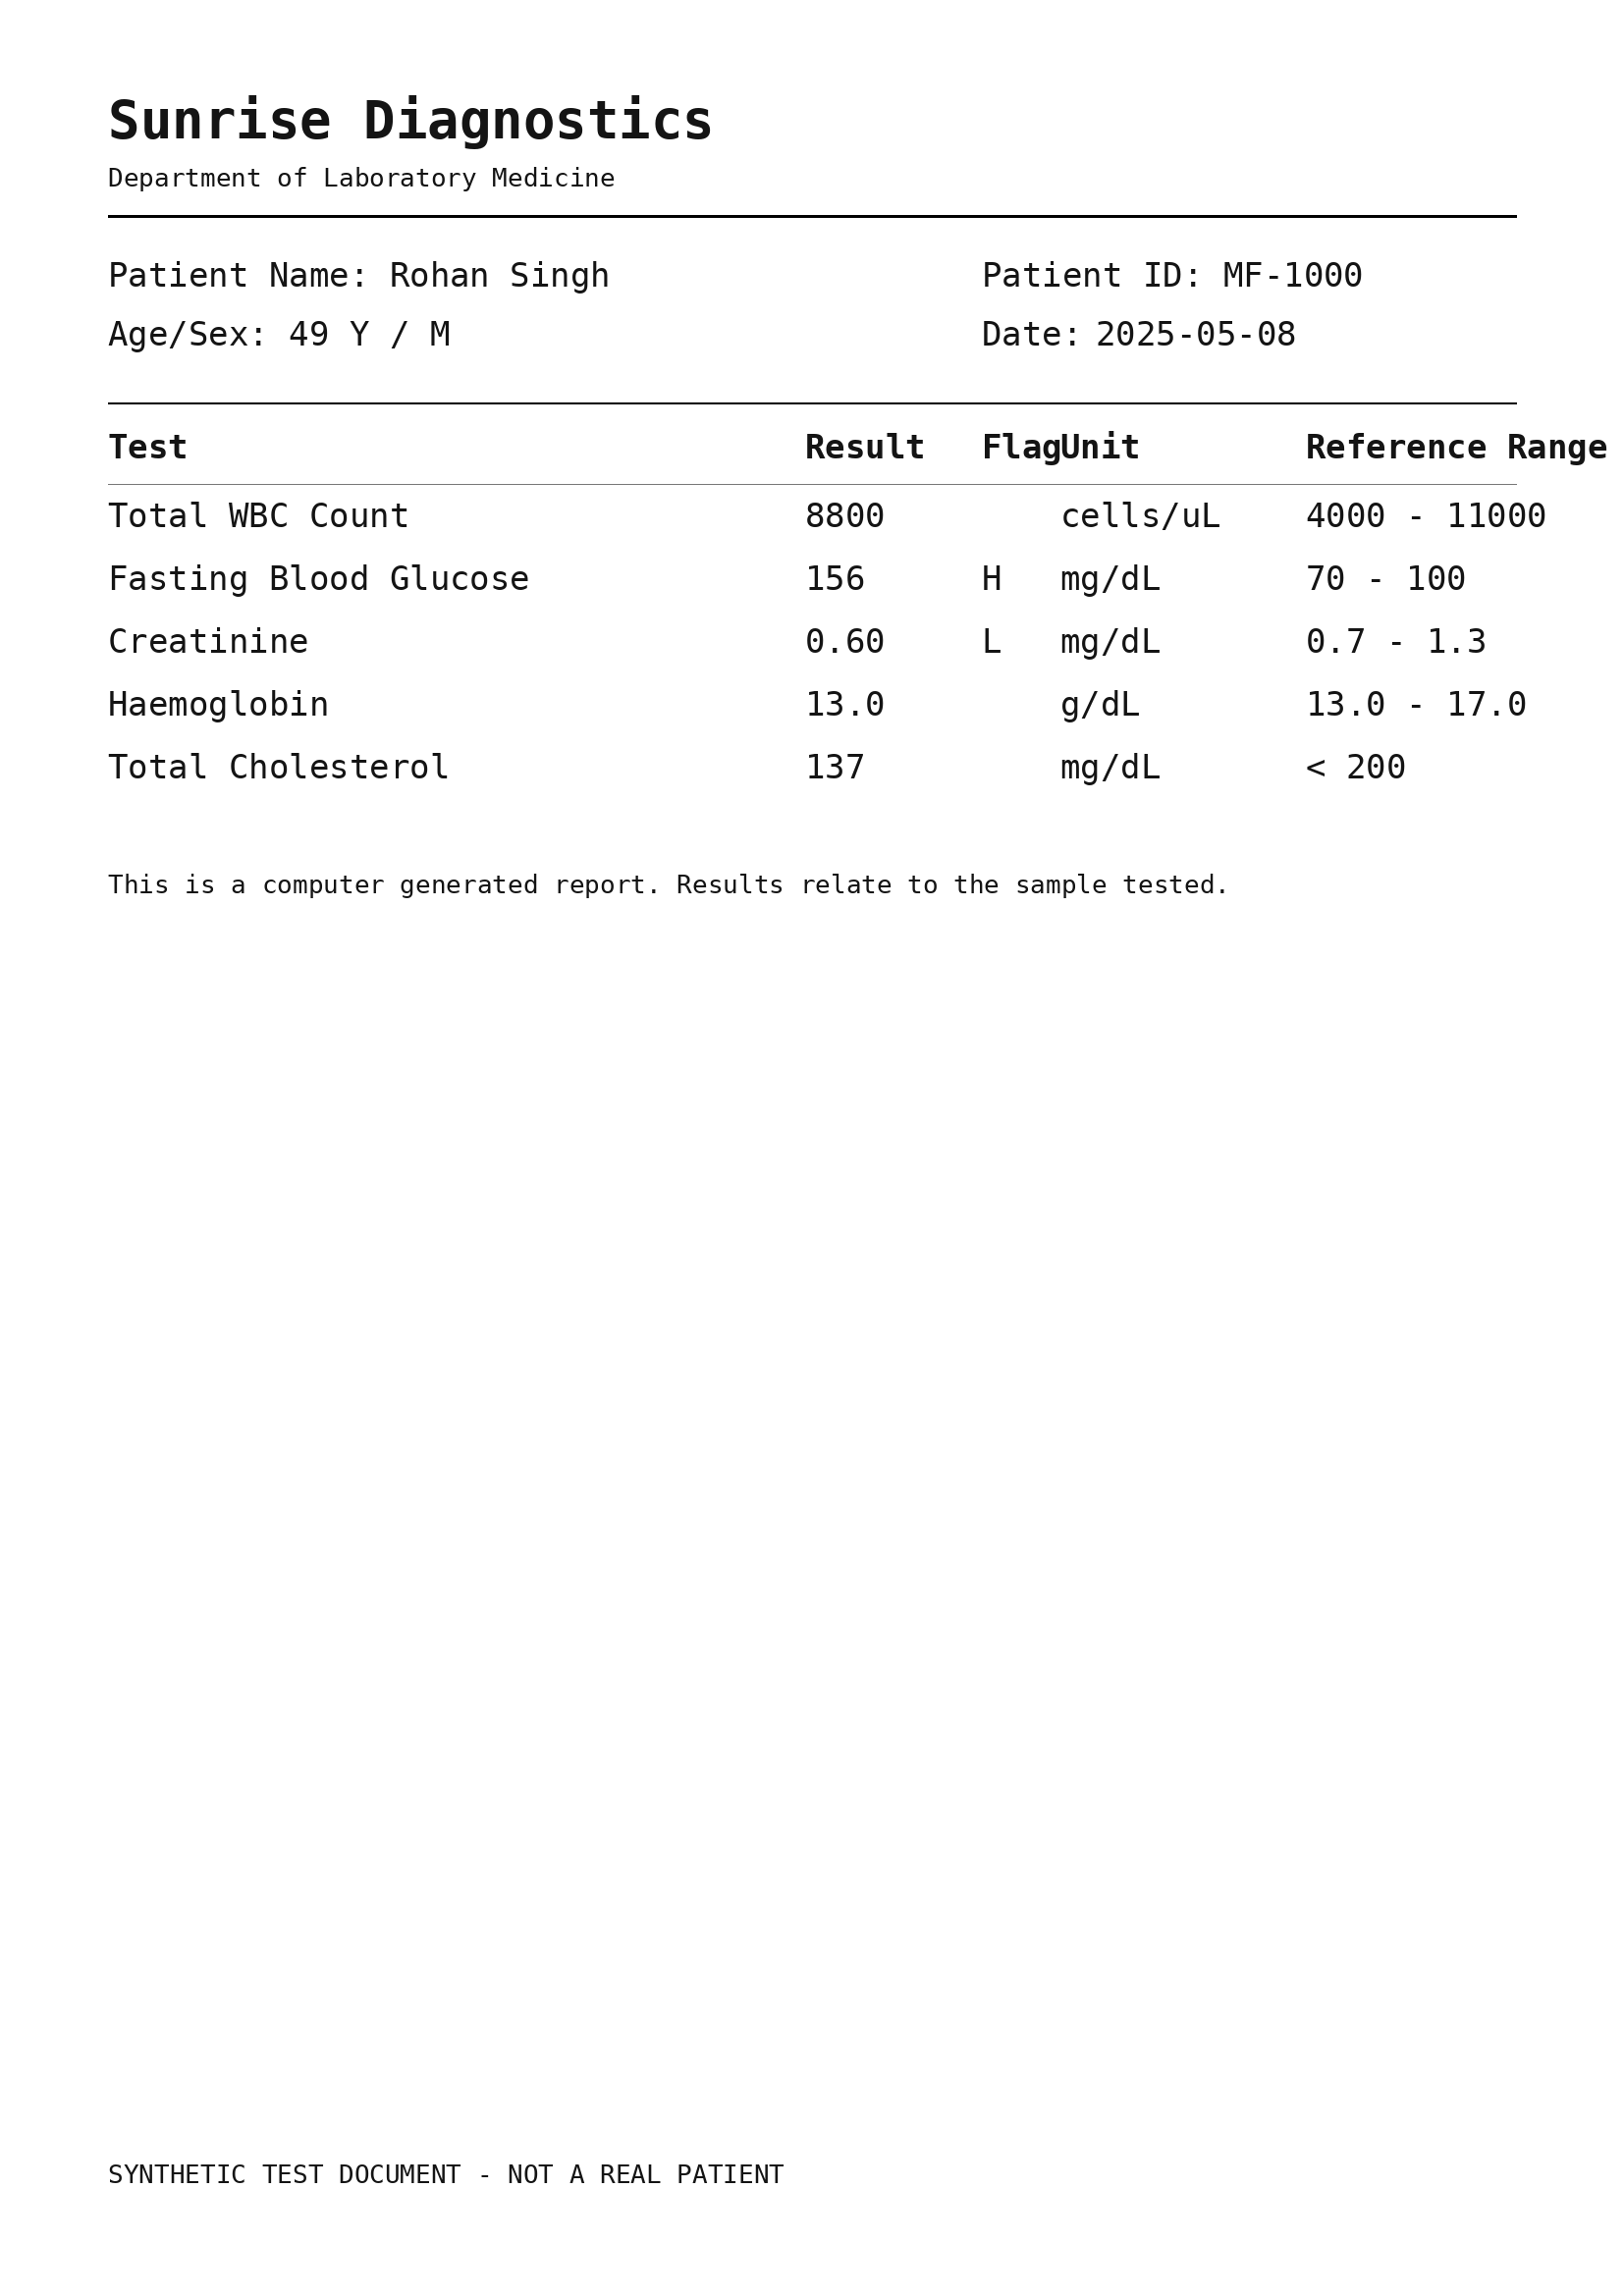 Sunrise Diagnostics
Department of Laboratory Medicine
Patient Name: Rohan Singh Patient ID: MF-1000
Age/Sex: 49 Y / M Date: 2025-05-08
Test Result Flag Unit Reference Range
Total WBC Count 8800 cells/uL 4000 - 11000
Fasting Blood Glucose 156 H mg/dL 70 - 100
Creatinine 0.60 L mg/dL 0.7 - 1.3
Haemoglobin 13.0 g/dL 13.0 - 17.0
Total Cholesterol 137 mg/dL < 200
This is a computer generated report. Results relate to the sample tested.
SYNTHETIC TEST DOCUMENT - NOT A REAL PATIENT